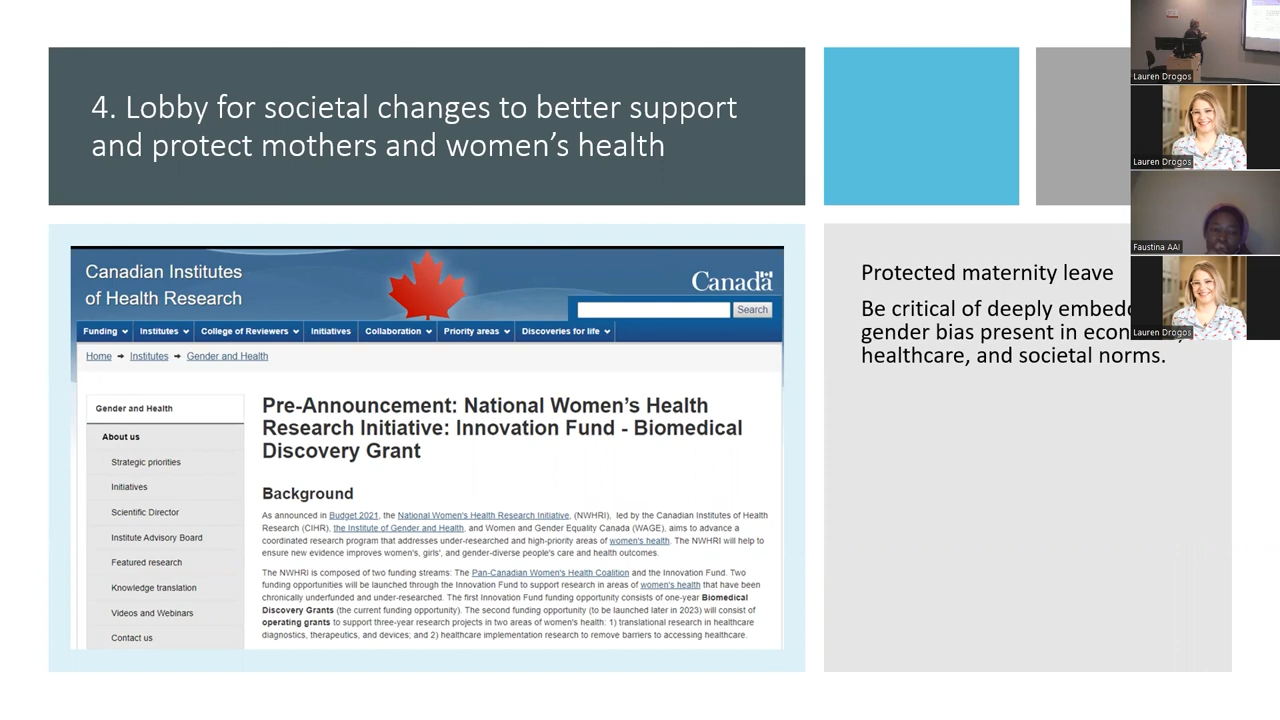 4. Lobby for societal changes to better support
and protect mothers and women's health
Canadian Institutes
of Health Research
Canada
Search
Funding
Institutes
College of Reviewers
Initiatives
Collaboration
Priority areas
Discoveries for life
Home
Institutes
Gender and Health
Gender and Health
About us
Strategic priorities
Initiatives
Scientific Director
Institute Advisory Board
Featured research
Knowledge translation
Videos and Webinars
Contact us
Pre-Announcement: National Women's Health
Research Initiative: Innovation Fund - Biomedical
Discovery Grant
Background
As announced in Budget 2021, the National Women's Health Research Initiative, (NWHRI), led by the Canadian Institutes of Health
Research (CIHR), the Institute of Gender and Health, and Women and Gender Equality Canada (WAGE), aims to advance a
coordinated research program that addresses under-researched and high-priority areas of women's health. The NWHRI will help to
ensure new evidence improves women's, girls', and gender-diverse people's care and health outcomes.
The NWHRI is composed of two funding streams: The Pan-Canadian Women's Health Coalition and the Innovation Fund. Two
funding opportunities will be launched through the Innovation Fund to support research in areas of women's health that have been
chronically underfunded and under-researched. The first Innovation Fund funding opportunity consists of one-year Biomedical
Discovery Grants (the current funding opportunity). The second funding opportunity (to be launched later in 2023) will consist of
operating grants to support three-year research projects in two areas of women's health: 1) translational research in healthcare
diagnostics, therapeutics, and devices; and 2) healthcare implementation research to remove barriers to accessing healthcare.
Protected maternity leave
Be critical of deeply
gender bias present in
healthcare, and societal norms.
Lauren Drogos
Lauren Drogos
Faustina AAI
Lauren Drogos